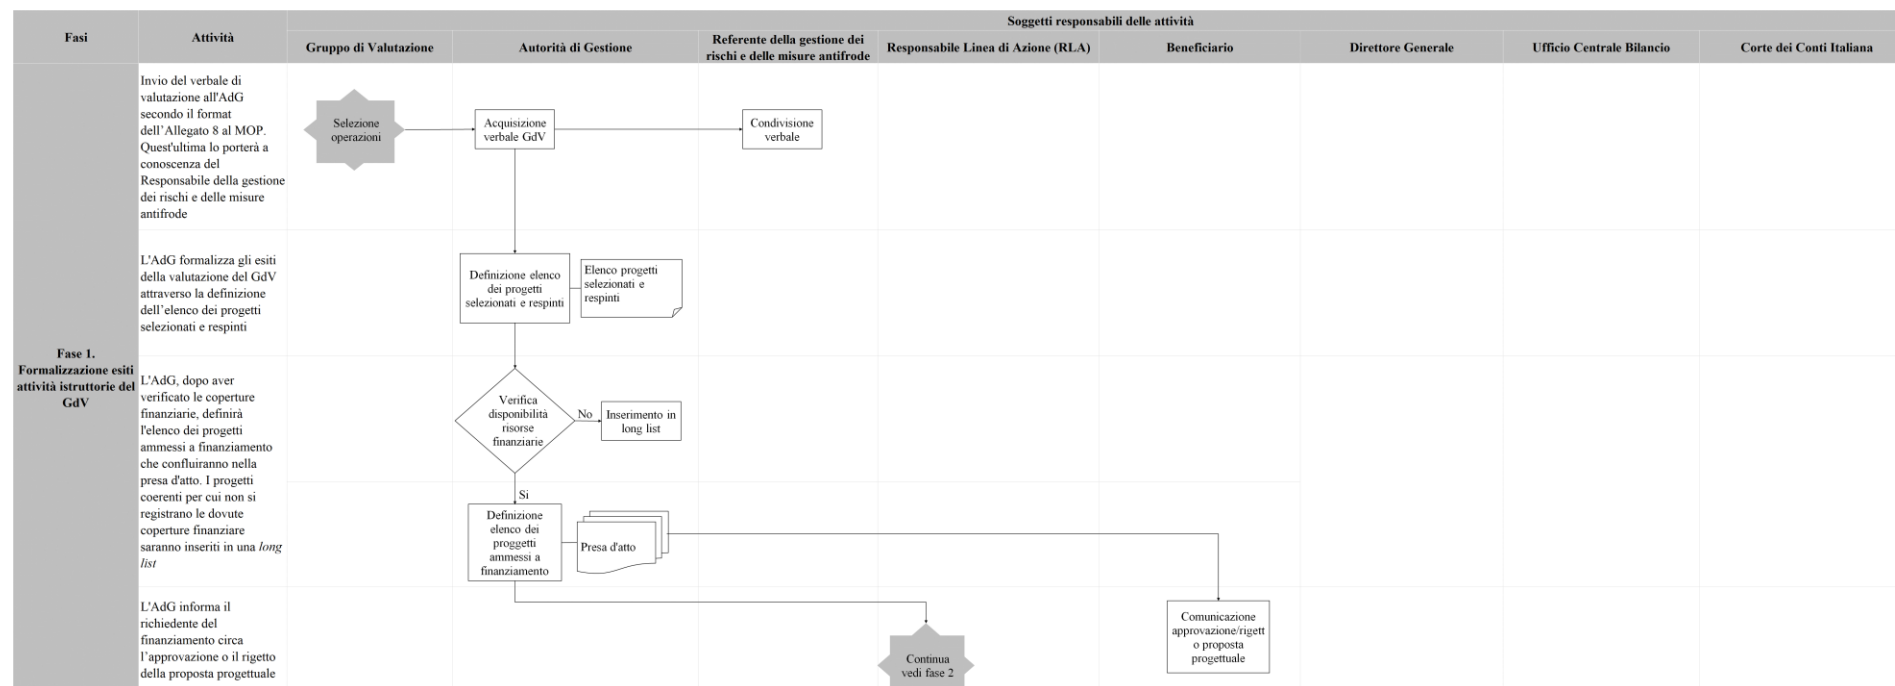 Soggetti responsabili delle attività
Fasi
Attività
Gruppo di Valutazione
Autorità di Gestione
Referente della gestione dei
rischi e delle misure antifrode
Responsabile Linea di Azione (RLA)
Beneficiario
Direttore Generale
Ufficio Centrale Bilancio
Corte dei Conti Italiana
Fase 1.
Formalizzazione esiti
attività istruttorie del
GdV
Invio del verbale di
valutazione all'AdG
secondo il format
dell’Allegato 8 al MOP.
Quest'ultima lo porterà a
conoscenza del
Responsabile della gestione
dei rischi e delle misure
antifrode
Selezione
operazioni
Acquisizione
verbale GdV
Condivisione
verbale
L'AdG formalizza gli esiti
della valutazione del GdV
attraverso la definizione
dell’elenco dei progetti
selezionati e respinti
Definizione elenco
dei progetti
selezionati e respinti
Elenco progetti
selezionati e
respinti
L'AdG, dopo aver
verificato le coperture
finanziarie, definirà
l'elenco dei progetti
ammessi a finanziamento
che confluiranno nella
presa d'atto. I progetti
coerenti per cui non si
registrano le dovute
coperture finanziare
saranno inseriti in una long
list
Verifica
disponibilità
risorse
finanziarie
No
Inserimento in
long list
Si
Definizione
elenco dei
proggetti
ammessi a
finanziamento
Presa d'atto
L'AdG informa il
richiedente del
finanziamento circa
l’approvazione o il rigetto
della proposta progettuale
Continua
vedi fase 2
Comunicazione
approvazione/rigett
o proposta
progettuale